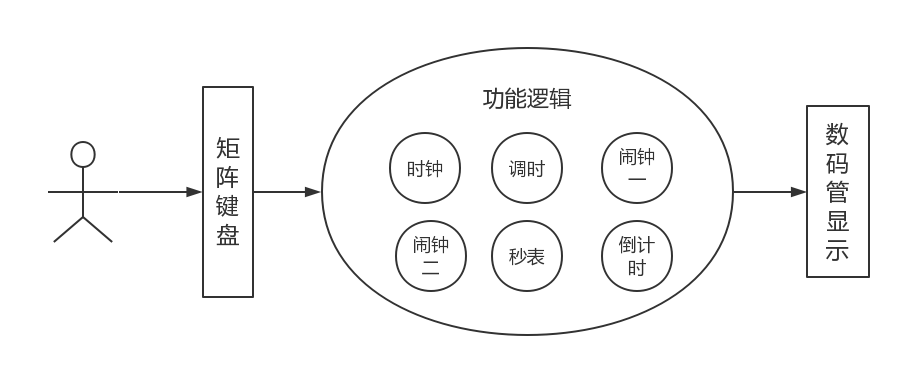 矩
阵
键
盘
功能逻辑
时钟
调时
闹钟
一
闹钟
二
秒表
倒计
时
数
码
管
显
示